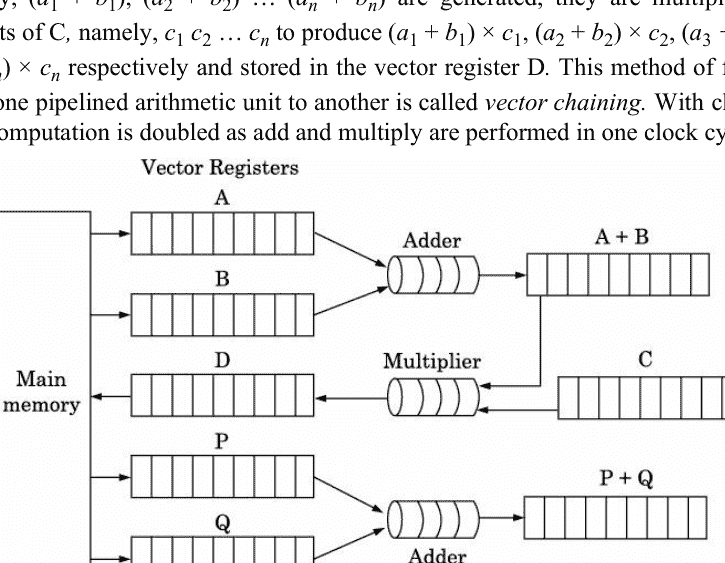 y, (a1 + b1), (a2 + b2) … (an + bn) are generated, they are multip
ts of C, namely, c1 c2 … cn to produce (a1 + b1) × c1, (a2 + b2) × c2, (a3
) × cn respectively and stored in the vector register D. This method of
one pipelined arithmetic unit to another is called vector chaining. With c
omputation is doubled as add and multiply are performed in one clock cy
Vector Registers
A
Adder
A + B
B
D
Multiplier
C
Main
memory
P
P + Q
Q
Adder